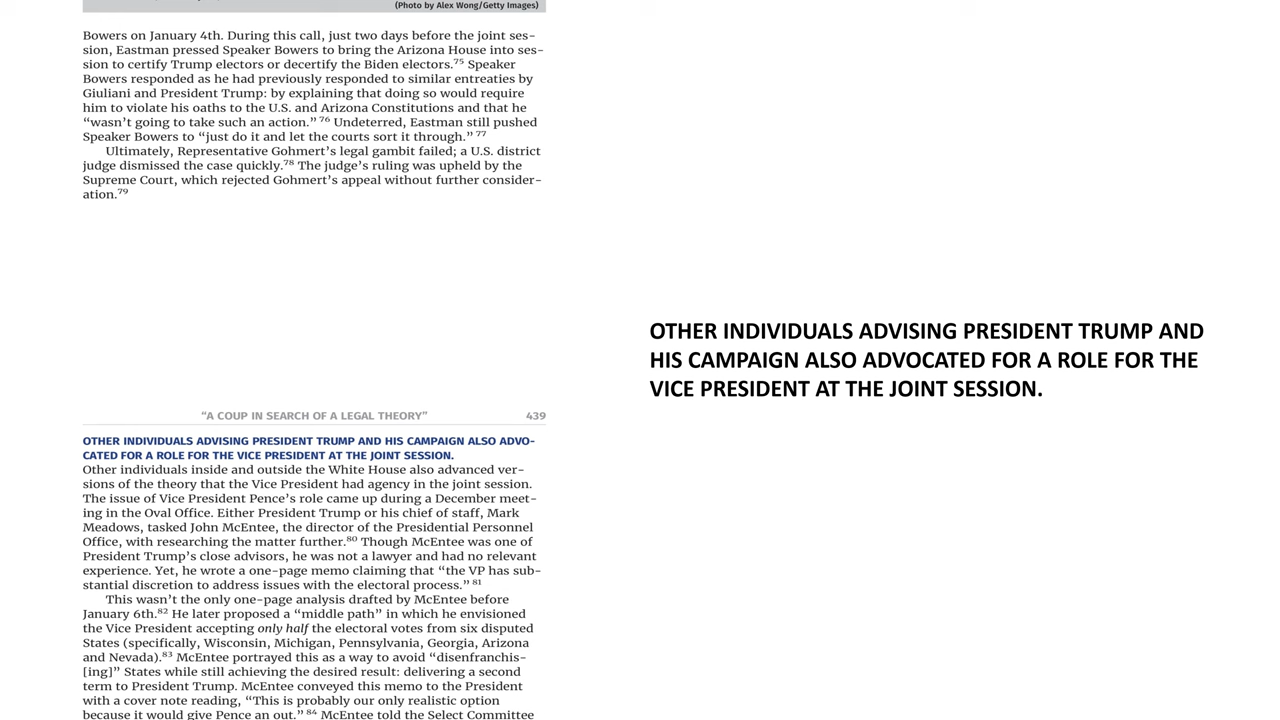 (Photo by Alex Wong/Getty Images)
Bowers on January 4th. During this call, just two days before the joint ses-
sion, Eastman pressed Speaker Bowers to bring the Arizona House into ses-
sion to certify Trump electors or decertify the Biden electors.75 Speaker
Bowers responded as he had previously responded to similar entreaties by
Giuliani and President Trump: by explaining that doing so would require
him to violate his oaths to the U.S. and Arizona Constitutions and that he
“wasn’t going to take such an action.” 76 Undeterred, Eastman still pushed
Speaker Bowers to “just do it and let the courts sort it through.” 77
Ultimately, Representative Gohmert’s legal gambit failed; a U.S. district
judge dismissed the case quickly.78 The judge’s ruling was upheld by the
Supreme Court, which rejected Gohmert’s appeal without further consider-
ation.79
“A COUP IN SEARCH OF A LEGAL THEORY” 439
OTHER INDIVIDUALS ADVISING PRESIDENT TRUMP AND HIS CAMPAIGN ALSO ADVO-
CATED FOR A ROLE FOR THE VICE PRESIDENT AT THE JOINT SESSION.
Other individuals inside and outside the White House also advanced ver-
sions of the theory that the Vice President had agency in the joint session.
The issue of Vice President Pence’s role came up during a December meet-
ing in the Oval Office. Either President Trump or his chief of staff, Mark
Meadows, tasked John McEntee, the director of the Presidential Personnel
Office, with researching the matter further.80 Though McEntee was one of
President Trump’s close advisors, he was not a lawyer and had no relevant
experience. Yet, he wrote a one-page memo claiming that “the VP has sub-
stantial discretion to address issues with the electoral process.” 81
This wasn’t the only one-page analysis drafted by McEntee before
January 6th.82 He later proposed a “middle path” in which he envisioned
the Vice President accepting only half the electoral votes from six disputed
States (specifically, Wisconsin, Michigan, Pennsylvania, Georgia, Arizona
and Nevada).83 McEntee portrayed this as a way to avoid “disenfranchis-
[ing]” States while still achieving the desired result: delivering a second
term to President Trump. McEntee conveyed this memo to the President
with a cover note reading, “This is probably our only realistic option
because it would give Pence an out.” 84 McEntee told the Select Committee
OTHER INDIVIDUALS ADVISING PRESIDENT TRUMP AND
HIS CAMPAIGN ALSO ADVOCATED FOR A ROLE FOR THE
VICE PRESIDENT AT THE JOINT SESSION.